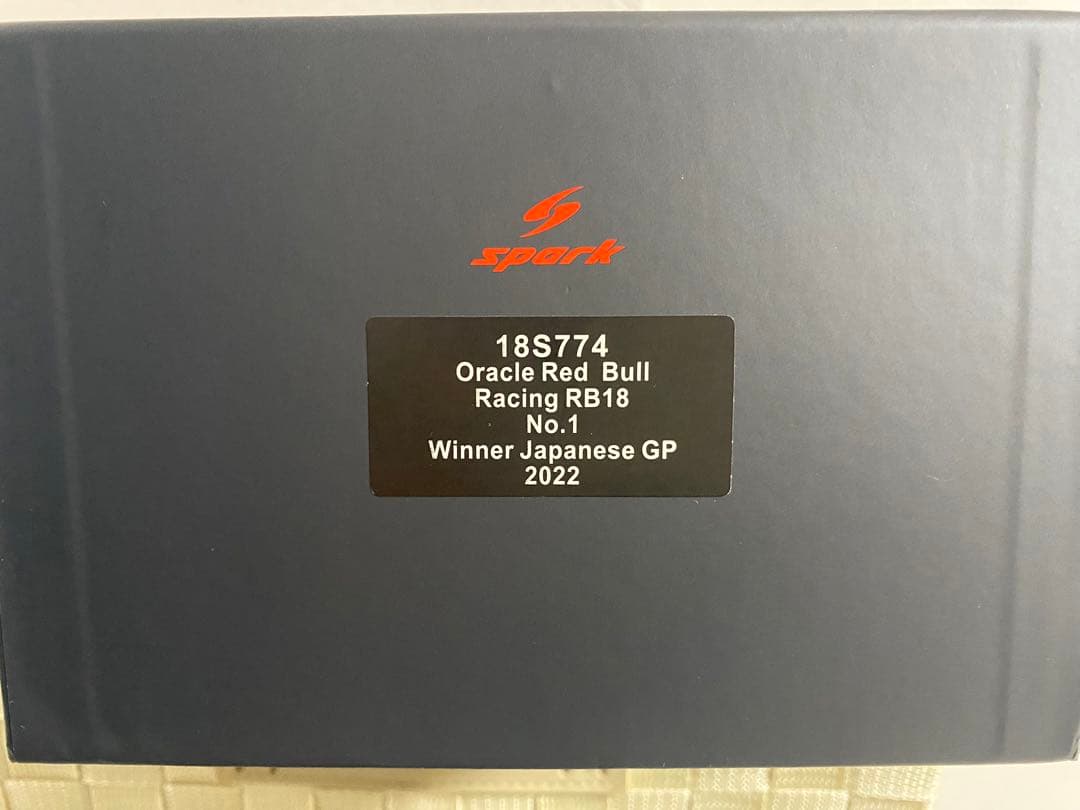 spark
18S774
Oracle Red Bull
Racing RB18
No.1
Winner Japanese GP
2022